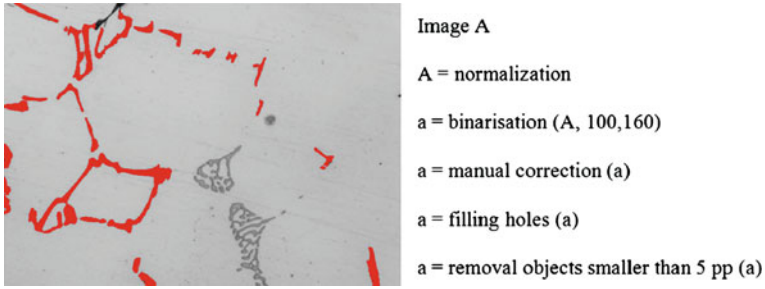 Image A
A = normalization
a = binarisation (A, 100,160)
a = manual correction (a)
a = filling holes (a)
a = removal objects smaller than 5 pp (a)